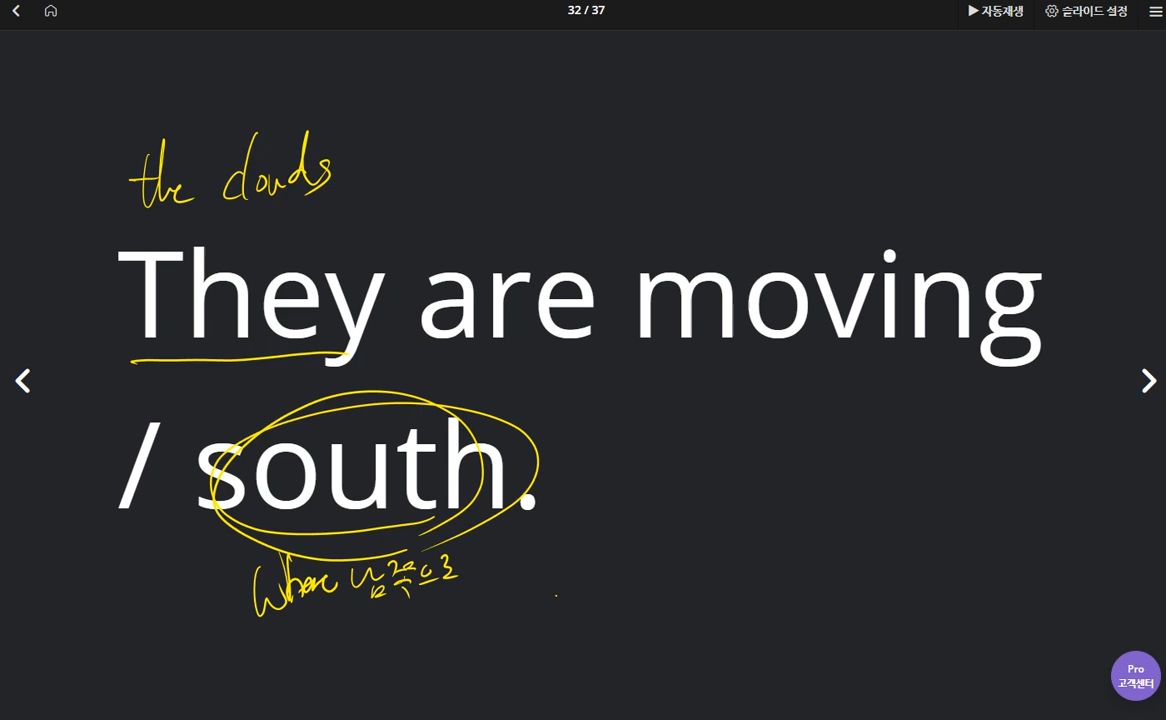 32 / 37
자동재생
슬라이드 설정
the clouds
They are moving
/ south.
Where 남쪽으로
Pro
고객센터